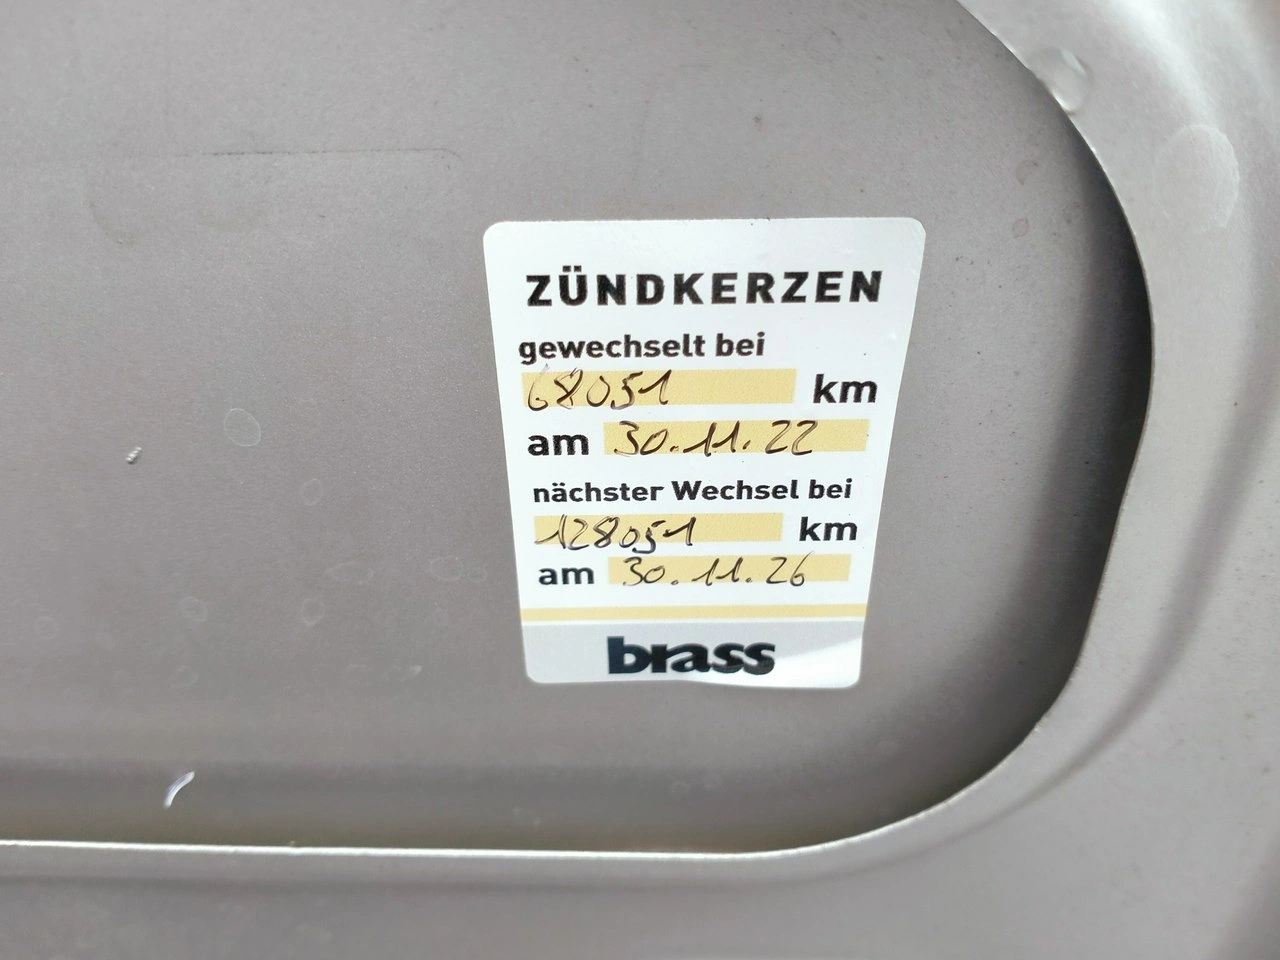 ZÜNDKERZEN
gewechselt bei
68051 km
am 30.11.22
nächster Wechsel bei
128051 km
am 30.11.26
brass